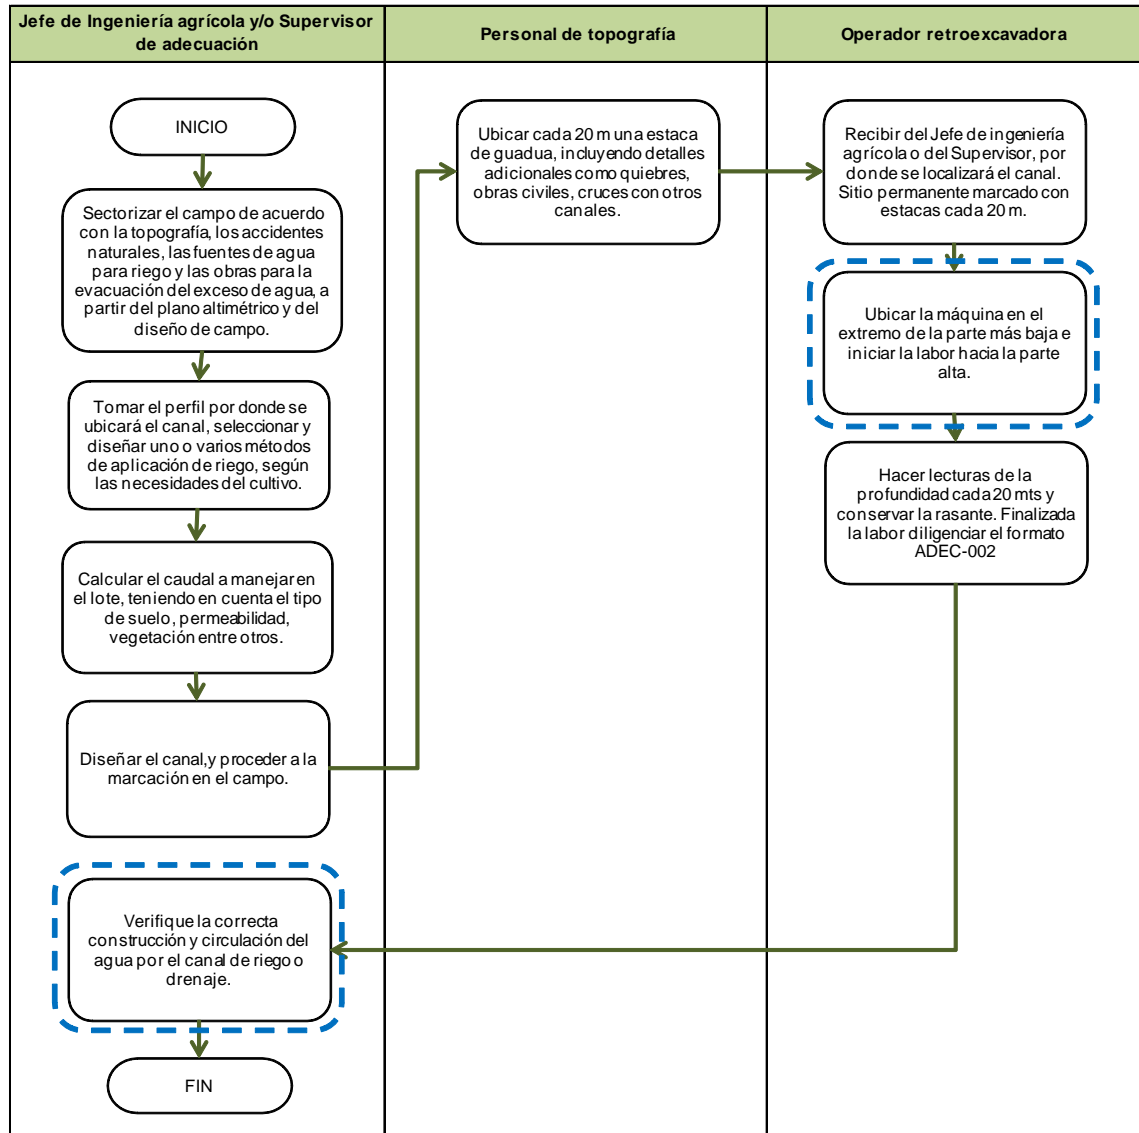 Jefe de Ingeniería agrícola y/o Supervisor
de adecuación
Personal de topografía
Operador retroexcavadora
INICIO
Sectorizar el campo de acuerdo
con la topografía, los accidentes
naturales, las fuentes de agua
para riego y las obras para la
evacuación del exceso de agua, a
partir del plano altimétrico y del
diseño de campo.
Tomar el perfil por donde se
ubicará el canal, seleccionar y
diseñar uno o varios métodos
de aplicación de riego, según
las necesidades del cultivo.
Calcular el caudal a manejar en
el lote, teniendo en cuenta el tipo
de suelo, permeabilidad,
vegetación entre otros.
Diseñar el canal,y proceder a la
marcación en el campo.
Ubicar cada 20 m una estaca
de guadua, incluyendo detalles
adicionales como quiebres,
obras civiles, cruces con otros
canales.
Recibir del Jefe de ingeniería
agrícola o del Supervisor, por
donde se localizará el canal.
Sitio permanente marcado con
estacas cada 20 m.
Ubicar la máquina en el
extremo de la parte más baja e
iniciar la labor hacia la parte
alta.
Hacer lecturas de la
profundidad cada 20 mts y
conservar la rasante. Finalizada
la labor diligenciar el formato
ADEC-002
Verifique la correcta
construcción y circulación del
agua por el canal de riego o
drenaje.
FIN